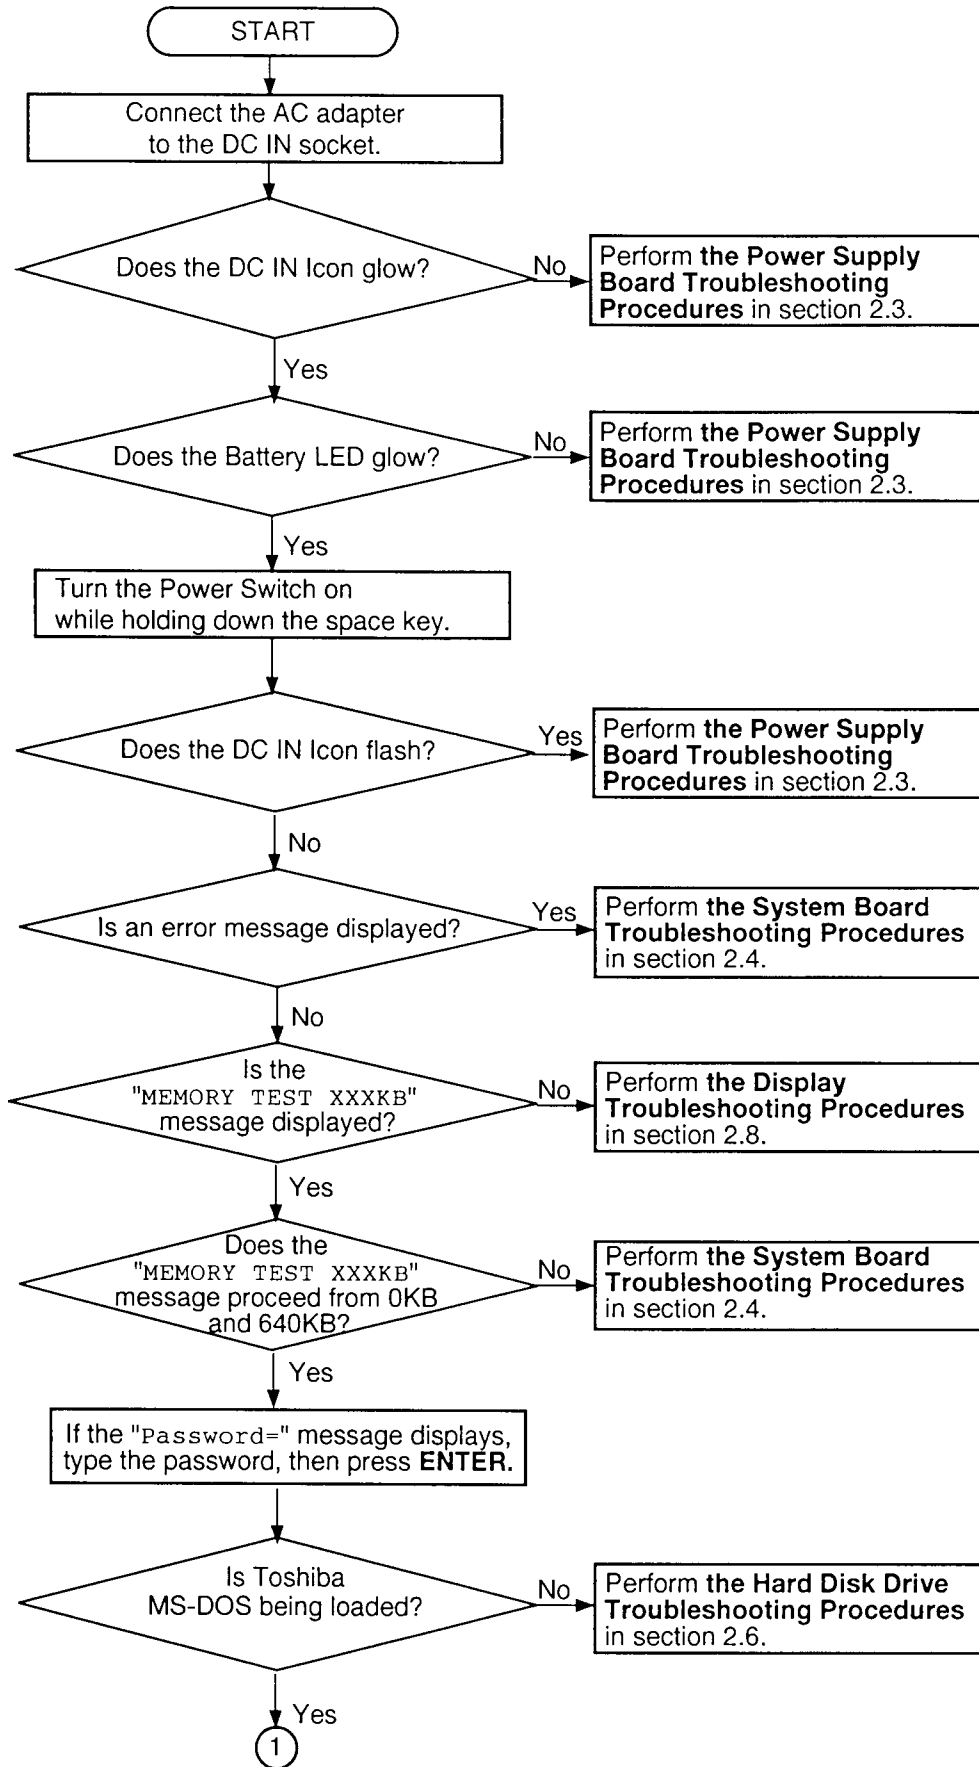 START
Connect the AC adapter
to the DC IN socket.
Does the DC IN Icon glow?
No
Perform the Power Supply
Board Troubleshooting
Procedures in section 2.3.
Yes
Does the Battery LED glow?
No
Perform the Power Supply
Board Troubleshooting
Procedures in section 2.3.
Yes
Turn the Power Switch on
while holding down the space key.
Does the DC IN Icon flash?
Yes
Perform the Power Supply
Board Troubleshooting
Procedures in section 2.3.
No
Is an error message displayed?
Yes
Perform the System Board
Troubleshooting Procedures
in section 2.4.
No
Is the
"MEMORY TEST XXXKB"
message displayed?
No
Perform the Display
Troubleshooting Procedures
in section 2.8.
Yes
Does the
"MEMORY TEST XXXKB"
message proceed from 0KB
and 640KB?
No
Perform the System Board
Troubleshooting Procedures
in section 2.4.
Yes
If the "Password=" message displays,
type the password, then press ENTER.
Is Toshiba
MS-DOS being loaded?
No
Perform the Hard Disk Drive
Troubleshooting Procedures
in section 2.6.
Yes
1